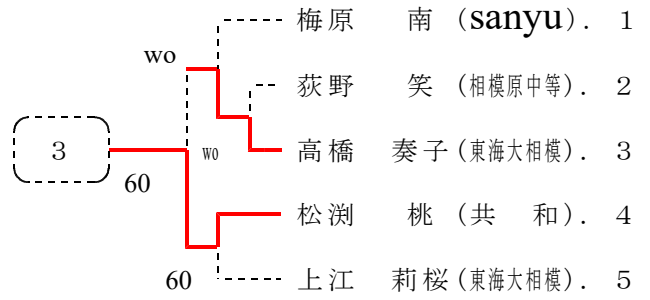 梅原　南(sanyu). 1
wo
荻野　笑(相模原中等). 2
3 wo 高橋　奏子(東海大相模). 3
60
松渕　桃(共　和). 4
60 上江　莉桜(東海大相模). 5